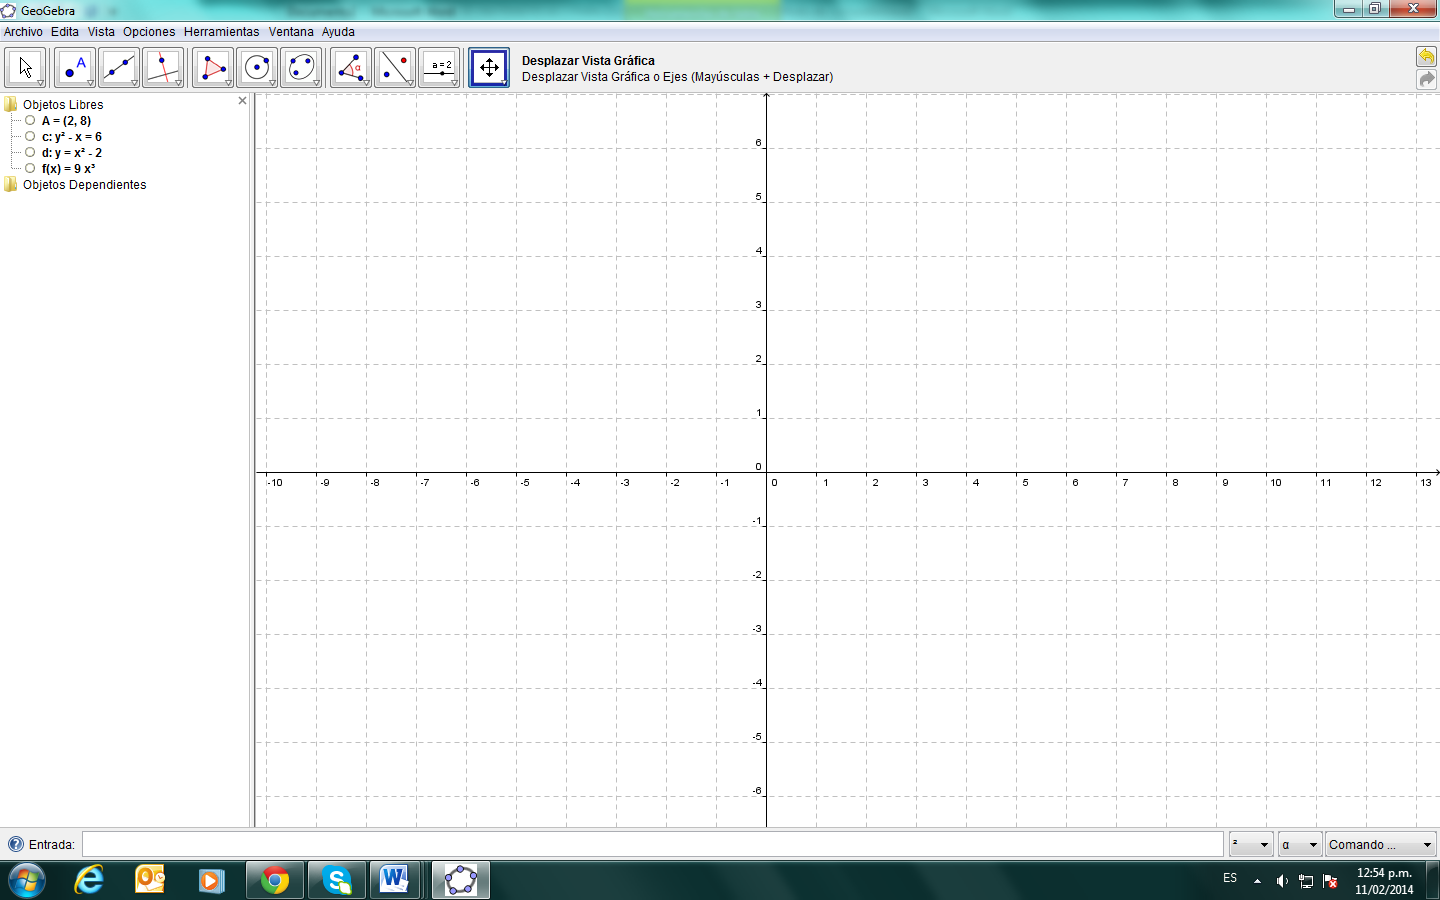 GeoGebra
Archivo Edita Vista Opciones Herramientas Ventana Ayuda
A
α
a = 2
Desplazar Vista Gráfica
Desplazar Vista Gráfica o Ejes (Mayúsculas + Desplazar)
Objetos Libres
A = (2, 8)
c: y² - x = 6
d: y = x² - 2
f(x) = 9 x³
Objetos Dependientes
6
5
4
3
2
1
0
-10 -9 -8 -7 -6 -5 -4 -3 -2 -1 0 1 2 3 4 5 6 7 8 9 10 11 12 13
-1
-2
-3
-4
-5
-6
Entrada: ² α Comando ...
ES
12:54 p.m.
11/02/2014